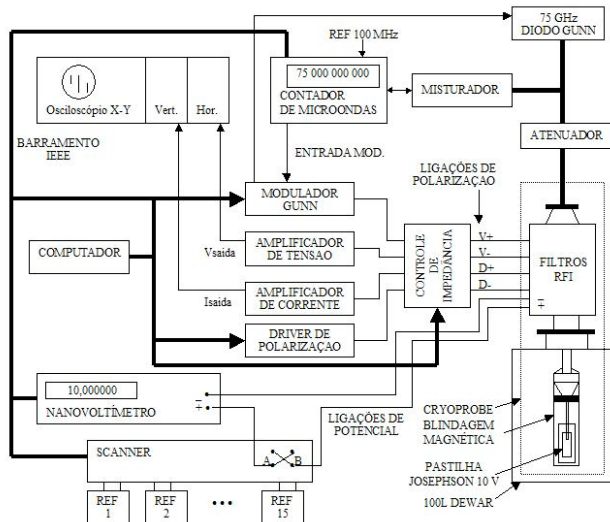 75 GHz
DIODO GUNN
REF 100 MHz
75 000 000 000
CONTADOR
DE MICROONDAS
MISTURADOR
ATENUADOR
Osciloscópio X-Y
Vert.
Hor.
BARRAMENTO
IEEE
ENTRADA MOD.
LIGAÇÕES DE
POLARIZAÇAO
MODULADOR
GUNN
COMPUTADOR
Vsaida
AMPLIFICADOR
DE TENSAO
CONTROLE
DE
IMPEDÂNCIA
V+
V-
D+
D-
+
-
FILTROS
RFI
Isaida
AMPLIFICADOR
DE CORRENTE
DRIVER DE
POLARIZAÇAO
10,000000
NANOVOLTÍMETRO
-
+
LIGAÇÕES DE
POTENCIAL
SCANNER
A
B
REF
1
REF
2
•••
REF
15
CRYOPROBE
BLINDAGEM
MAGNÉTICA
PASTILHA
JOSEPHSON 10 V
100L DEWAR